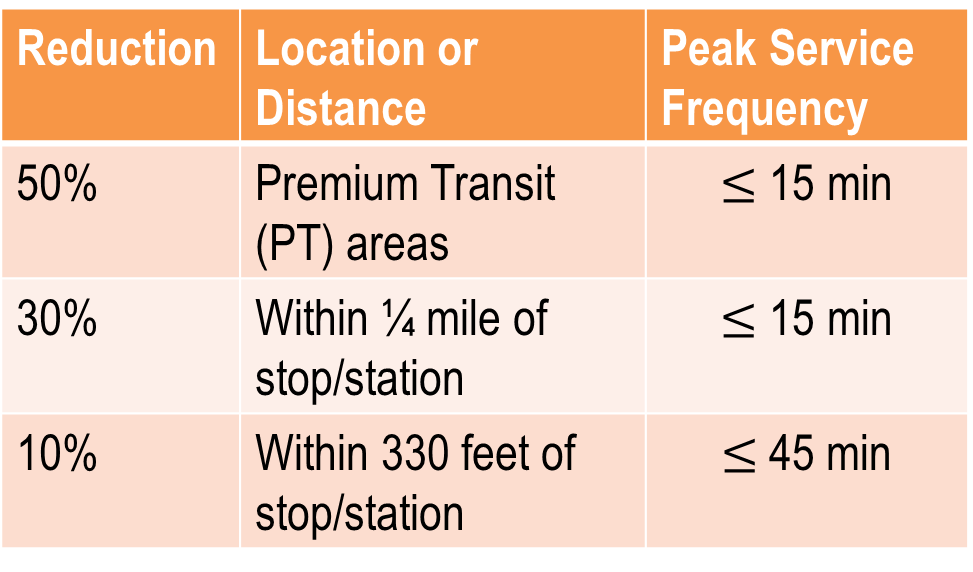 Reduction Location or Distance Peak Service Frequency
50% Premium Transit (PT) areas ≤ 15 min
30% Within ¼ mile of stop/station ≤ 15 min
10% Within 330 feet of stop/station ≤ 45 min